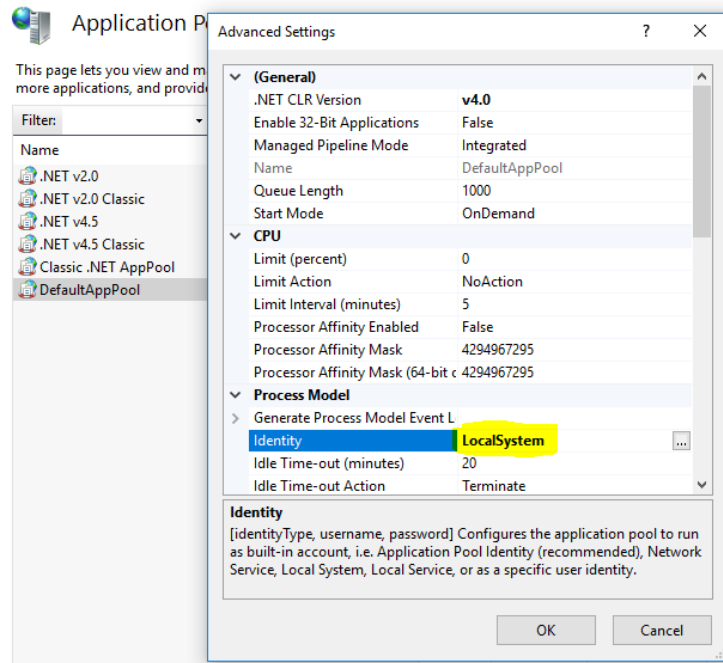 Application P
This page lets you view and m
more applications, and provid
Filter:
Name
.NET v2.0
.NET v2.0 Classic
.NET v4.5
.NET v4.5 Classic
Classic .NET AppPool
DefaultAppPool
Advanced Settings
?
(General)
.NET CLR Version v4.0
Enable 32-Bit Applications False
Managed Pipeline Mode Integrated
Name DefaultAppPool
Queue Length 1000
Start Mode OnDemand
CPU
Limit (percent) 0
Limit Action NoAction
Limit Interval (minutes) 5
Processor Affinity Enabled False
Processor Affinity Mask 4294967295
Processor Affinity Mask (64-bit c 4294967295
Process Model
Generate Process Model Event L
Identity LocalSystem ...
Idle Time-out (minutes) 20
Idle Time-out Action Terminate
Identity
[identityType, username, password] Configures the application pool to run
as built-in account, i.e. Application Pool Identity (recommended), Network
Service, Local System, Local Service, or as a specific user identity.
OK Cancel